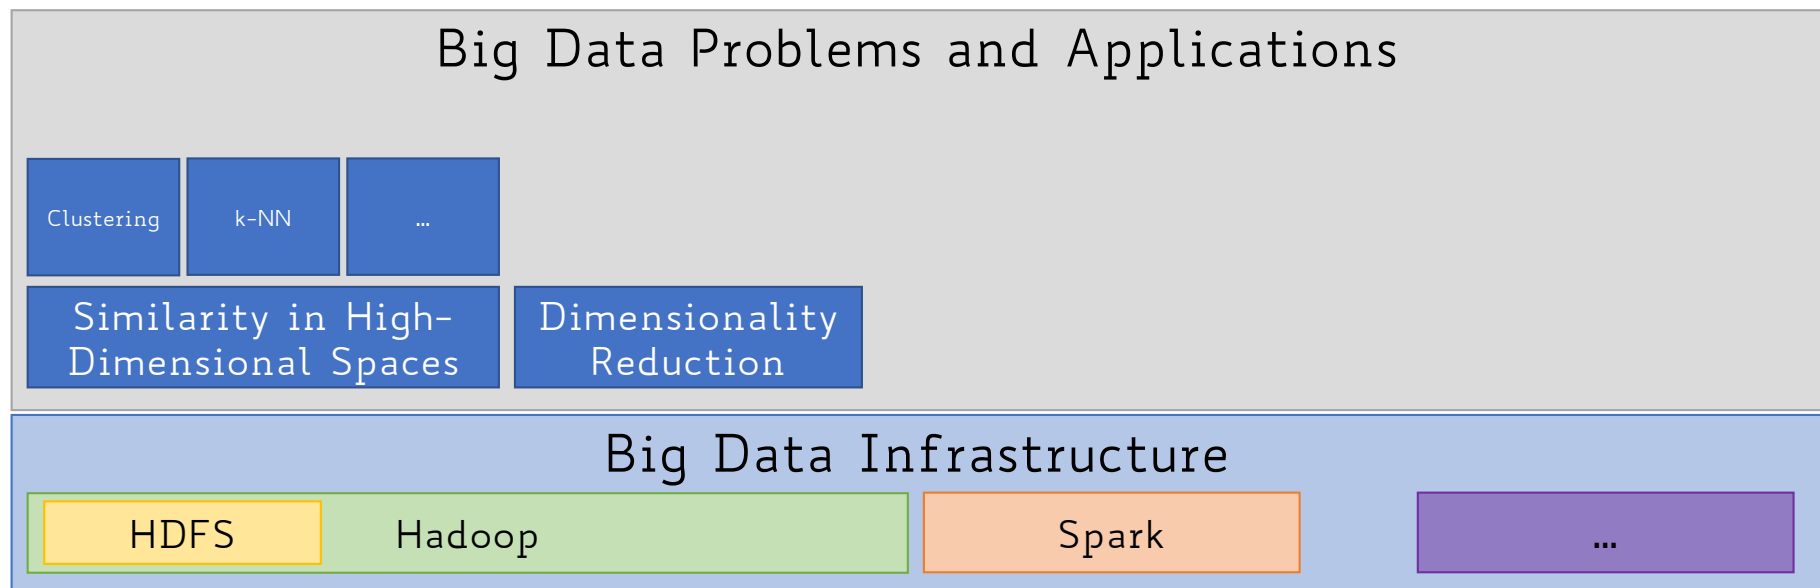 Big Data Problems and Applications
Clustering
k-NN
...
Similarity in High-
Dimensional Spaces
Dimensionality
Reduction
Big Data Infrastructure
HDFS
Hadoop
Spark
...